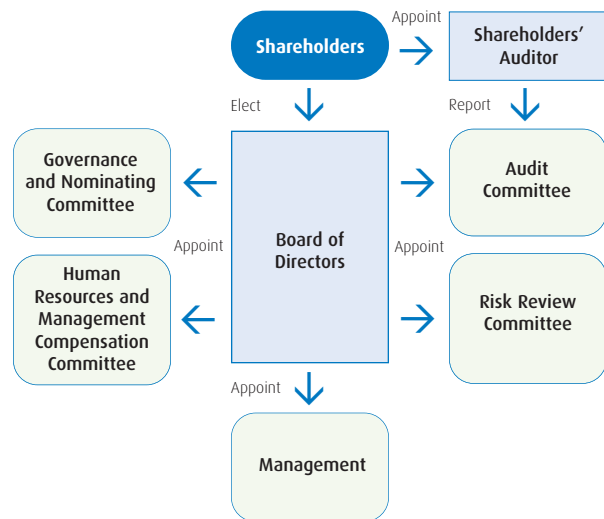 Appoint
Shareholders
Shareholders’
Auditor
Elect
Report
Governance
and Nominating
Committee
Audit
Committee
Appoint
Board of
Directors
Appoint
Human
Resources and
Management
Compensation
Committee
Risk Review
Committee
Appoint
Management